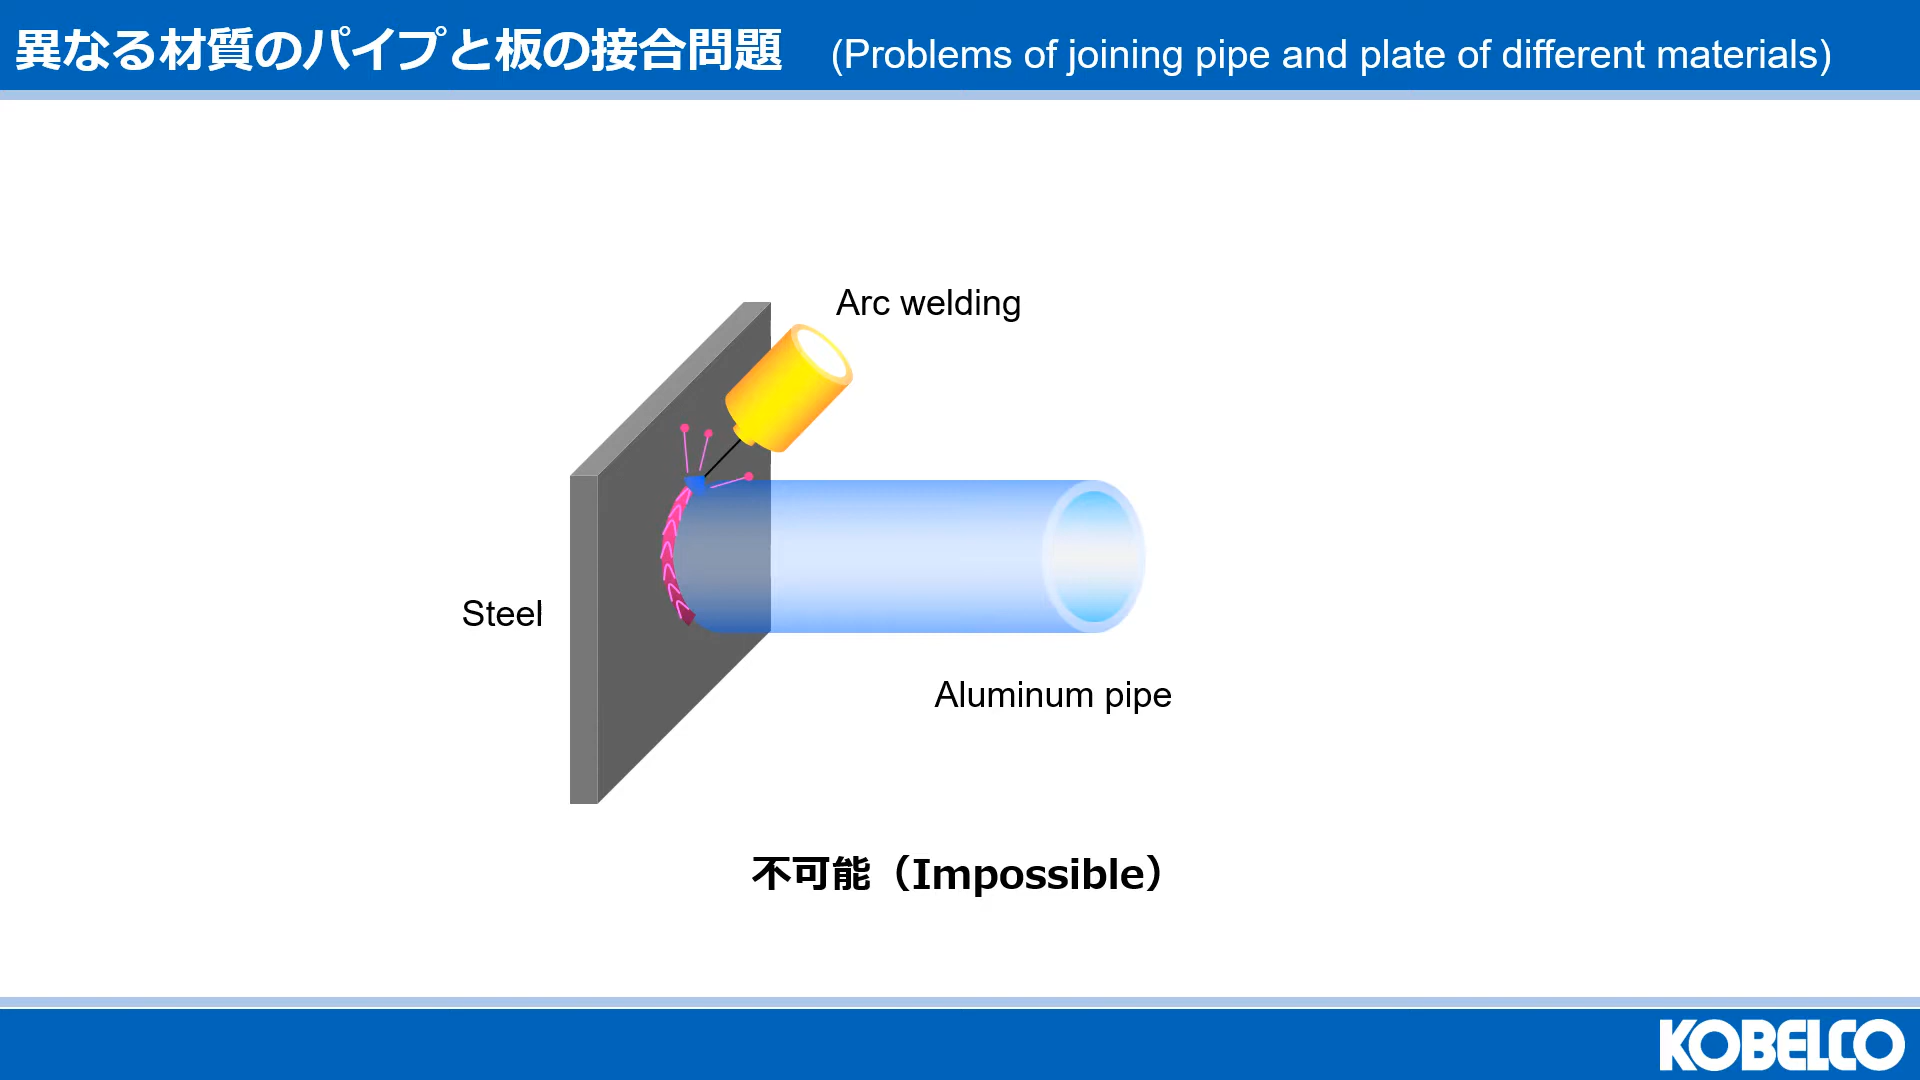 異なる材質のパイプと板の接合問題 (Problems of joining pipe and plate of different materials)
Arc welding
Steel
Aluminum pipe
不可能（Impossible）
KOBELCO